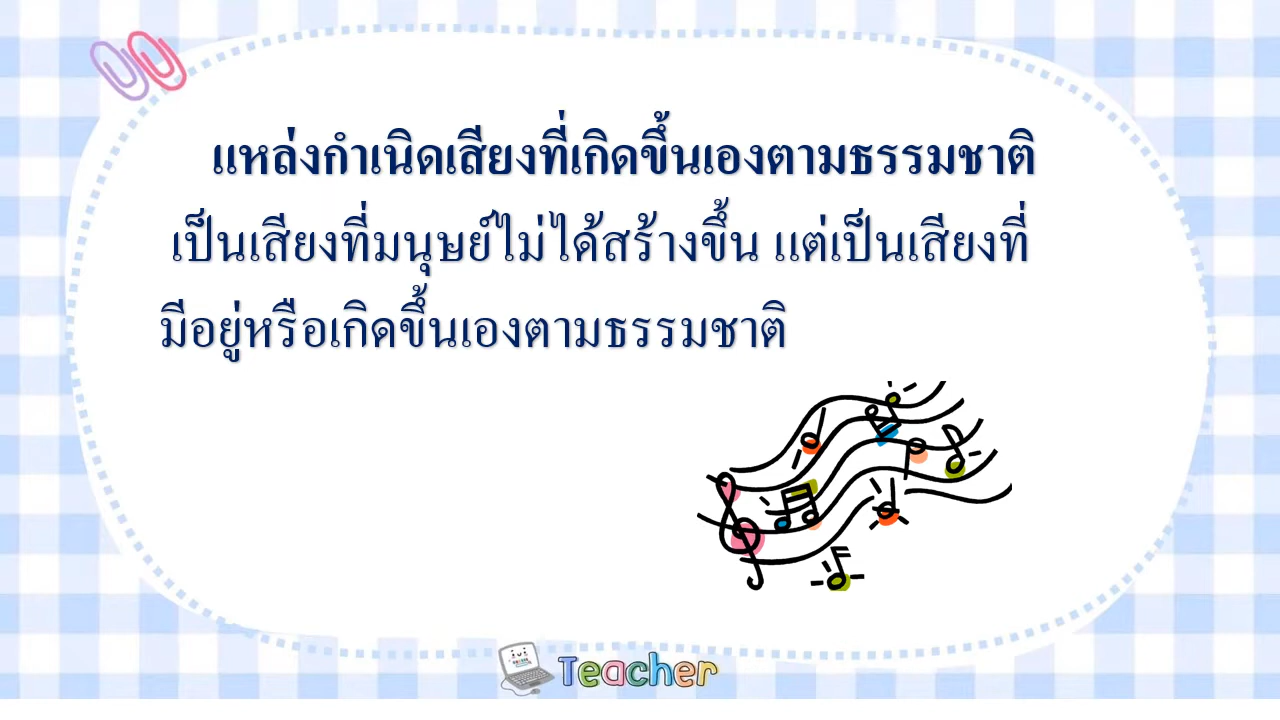 แหล่งกำเนิดเสียงที่เกิดขึ้นเองตามธรรมชาติ
เป็นเสียงที่มนุษย์ไม่ได้สร้างขึ้น แต่เป็นเสียงที่
มีอยู่หรือเกิดขึ้นเองตามธรรมชาติ
Teacher